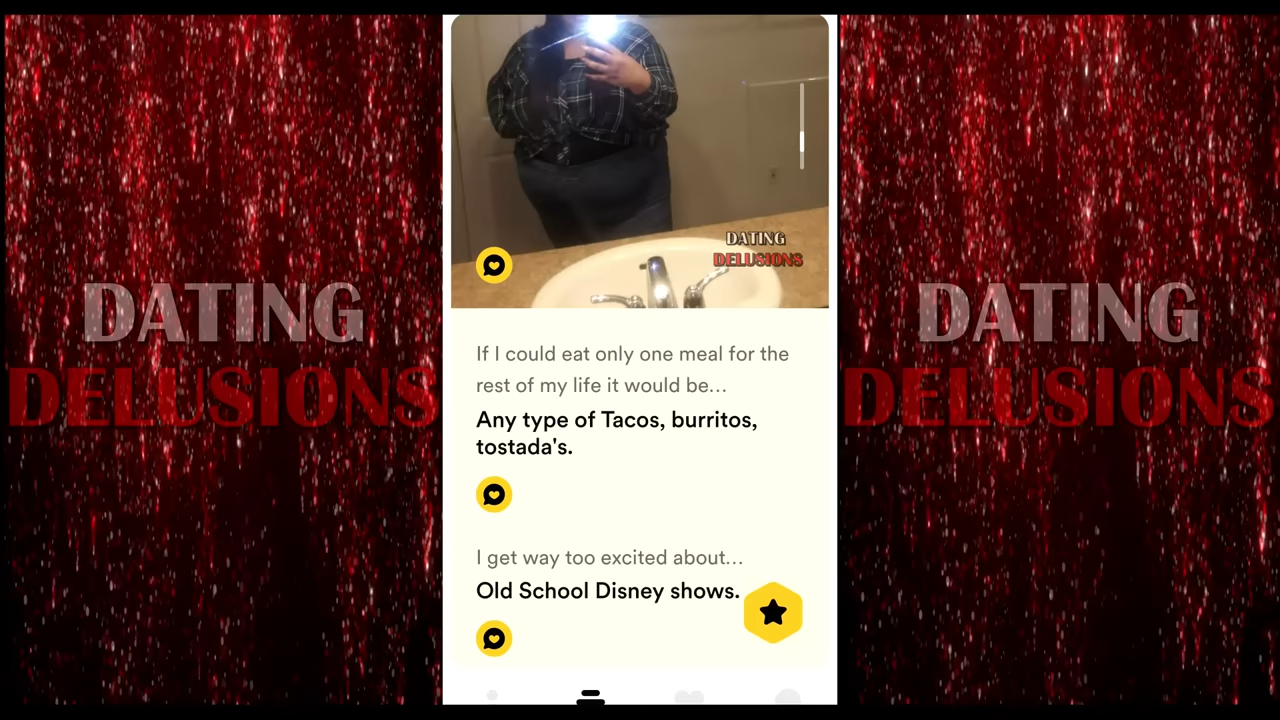 DATING
DELUSIONS
DATING
DELUSIONS
If I could eat only one meal for the
rest of my life it would be...
Any type of Tacos, burritos,
tostada's.
I get way too excited about...
Old School Disney shows.
DATING
DELUSIONS